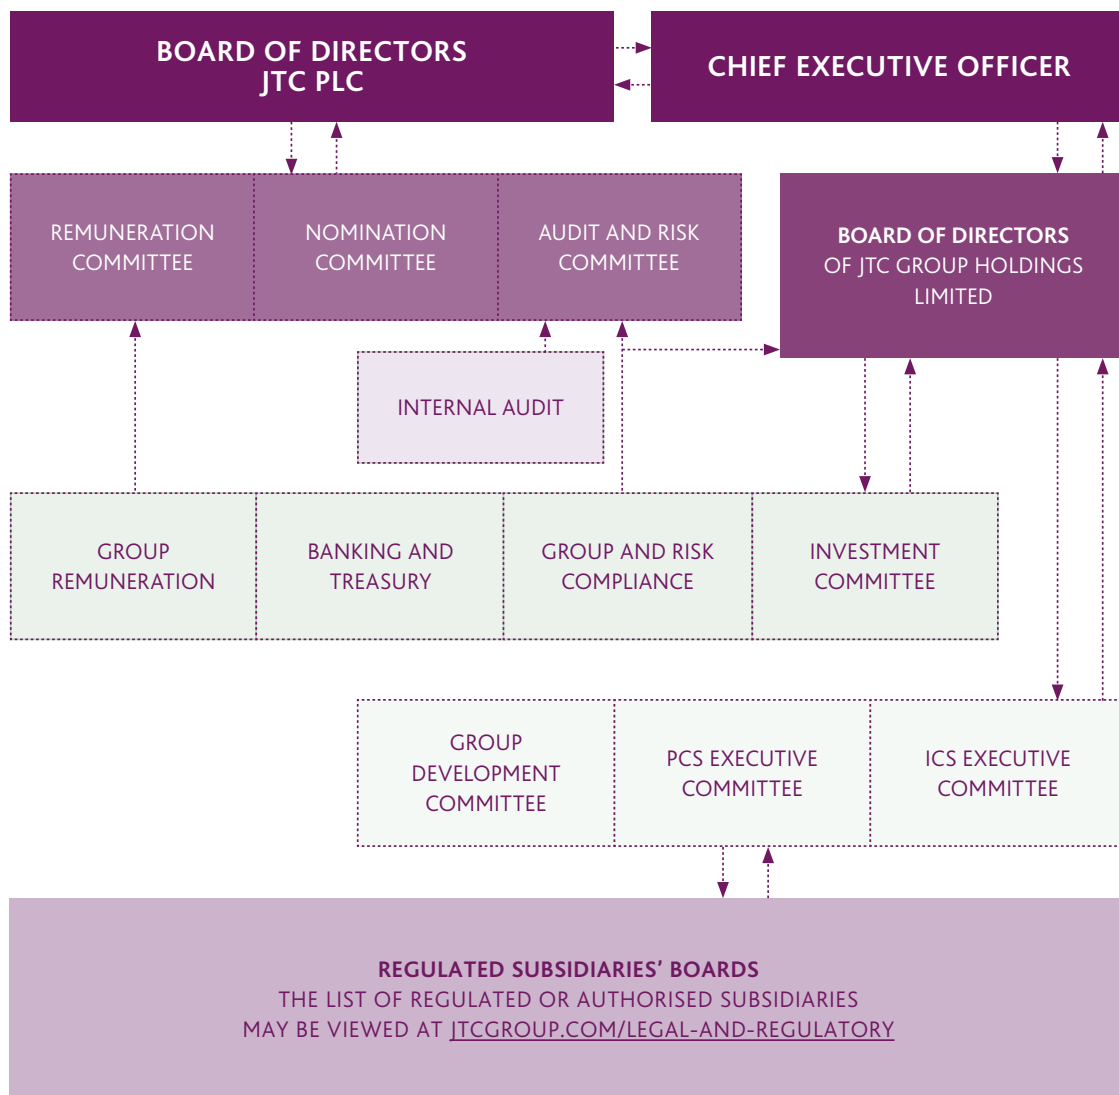 BOARD OF DIRECTORS
JTC PLC
CHIEF EXECUTIVE OFFICER
REMUNERATION
COMMITTEE
NOMINATION
COMMITTEE
AUDIT AND RISK
COMMITTEE
BOARD OF DIRECTORS
OF JTC GROUP HOLDINGS
LIMITED
INTERNAL AUDIT
GROUP
REMUNERATION
BANKING AND
TREASURY
GROUP AND RISK
COMPLIANCE
INVESTMENT
COMMITTEE
GROUP
DEVELOPMENT
COMMITTEE
PCS EXECUTIVE
COMMITTEE
ICS EXECUTIVE
COMMITTEE
REGULATED SUBSIDIARIES’ BOARDS
THE LIST OF REGULATED OR AUTHORISED SUBSIDIARIES
MAY BE VIEWED AT JTCGROUP.COM/LEGAL-AND-REGULATORY